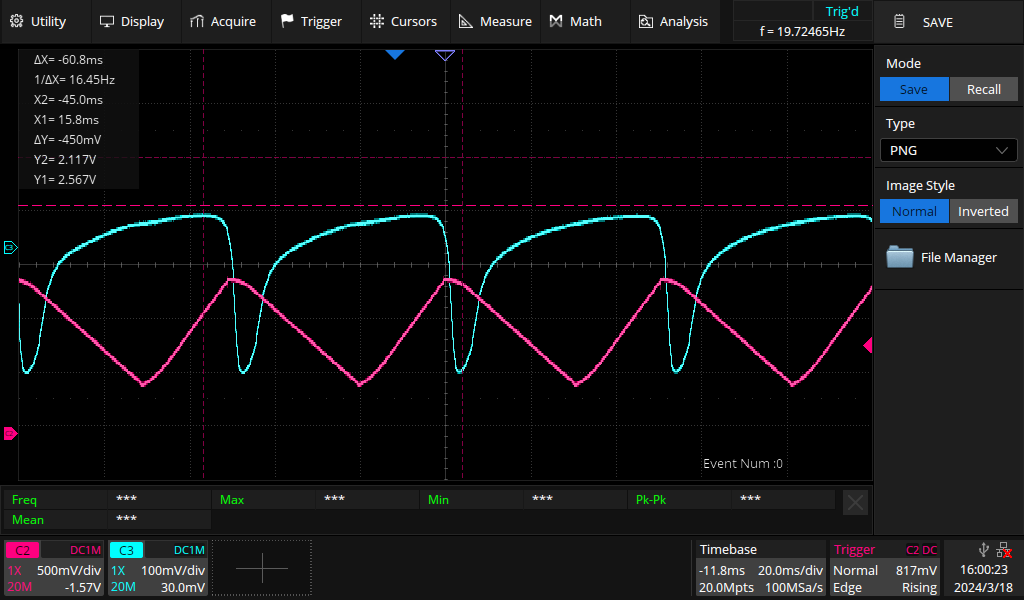 Utility Display Acquire Trigger Cursors Measure Math Analysis
Trig'd
f = 19.72465Hz
SAVE
ΔX= -60.8ms
1/ΔX= 16.45Hz
X2= -45.0ms
X1= 15.8ms
ΔY= -450mV
Y2= 2.117V
Y1= 2.567V
Mode
Save Recall
Type
PNG
Image Style
Normal Inverted
File Manager
C3
Event Num :0
Freq *** Max *** Min *** Pk-Pk ***
Mean ***
C2 DC1M
1X 500mV/div
20M -1.57V
C3 DC1M
1X 100mV/div
20M 30.0mV
Timebase
-11.8ms 20.0ms/div
20.0Mpts 100MSa/s
Trigger C2 DC
Normal 817mV
Edge Rising
16:00:23
2024/3/18